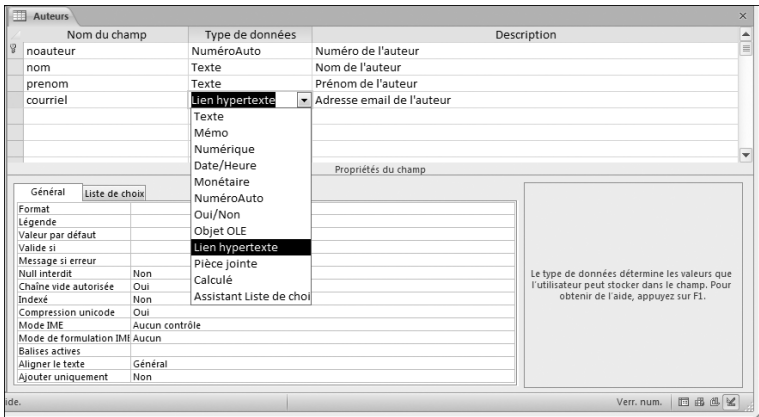 Auteurs
Nom du champ Type de données Description
noauteur NuméroAuto Numéro de l'auteur
nom Texte Nom de l'auteur
prenom Texte Prénom de l'auteur
courriel Lien hypertexte Adresse email de l'auteur
Texte
Mémo
Numérique
Date/Heure
Monétaire
NuméroAuto
Oui/Non
Objet OLE
Lien hypertexte
Pièce jointe
Calculé
Assistant Liste de choi
Propriétés du champ
Général Liste de choix
Format
Légende
Valeur par défaut
Valide si
Message si erreur
Null interdit Non
Chaîne vide autorisée Oui
Indexé Non
Compression unicode Oui
Mode IME Aucun contrôle
Mode de formulation IME Aucun
Balises actives
Aligner le texte Général
Ajouter uniquement Non
Le type de données détermine les valeurs que
l'utilisateur peut stocker dans le champ. Pour
obtenir de l'aide, appuyez sur F1.
ide. Verr. num.